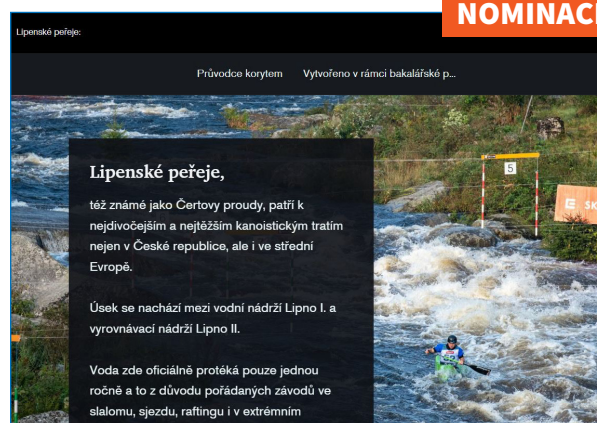 NOMINACI
Lipenské peřeje:
Průvodce korytem Vytvořeno v rámci bakalářské p...
Lipenské peřeje,
též známé jako Čertovy proudy, patří k
nejdivočejším a nejtěžším kanoistickým tratím
nejen v České republice, ale i ve střední
Evropě.
Úsek se nachází mezi vodní nádrží Lipno I. a
vyrovnávací nádrží Lipno II.
Voda zde oficiálně protéká pouze jednou
ročně a to z důvodu pořádaných závodů ve
slalomu, sjezdu, raftingu i v extrémním
5
E SK